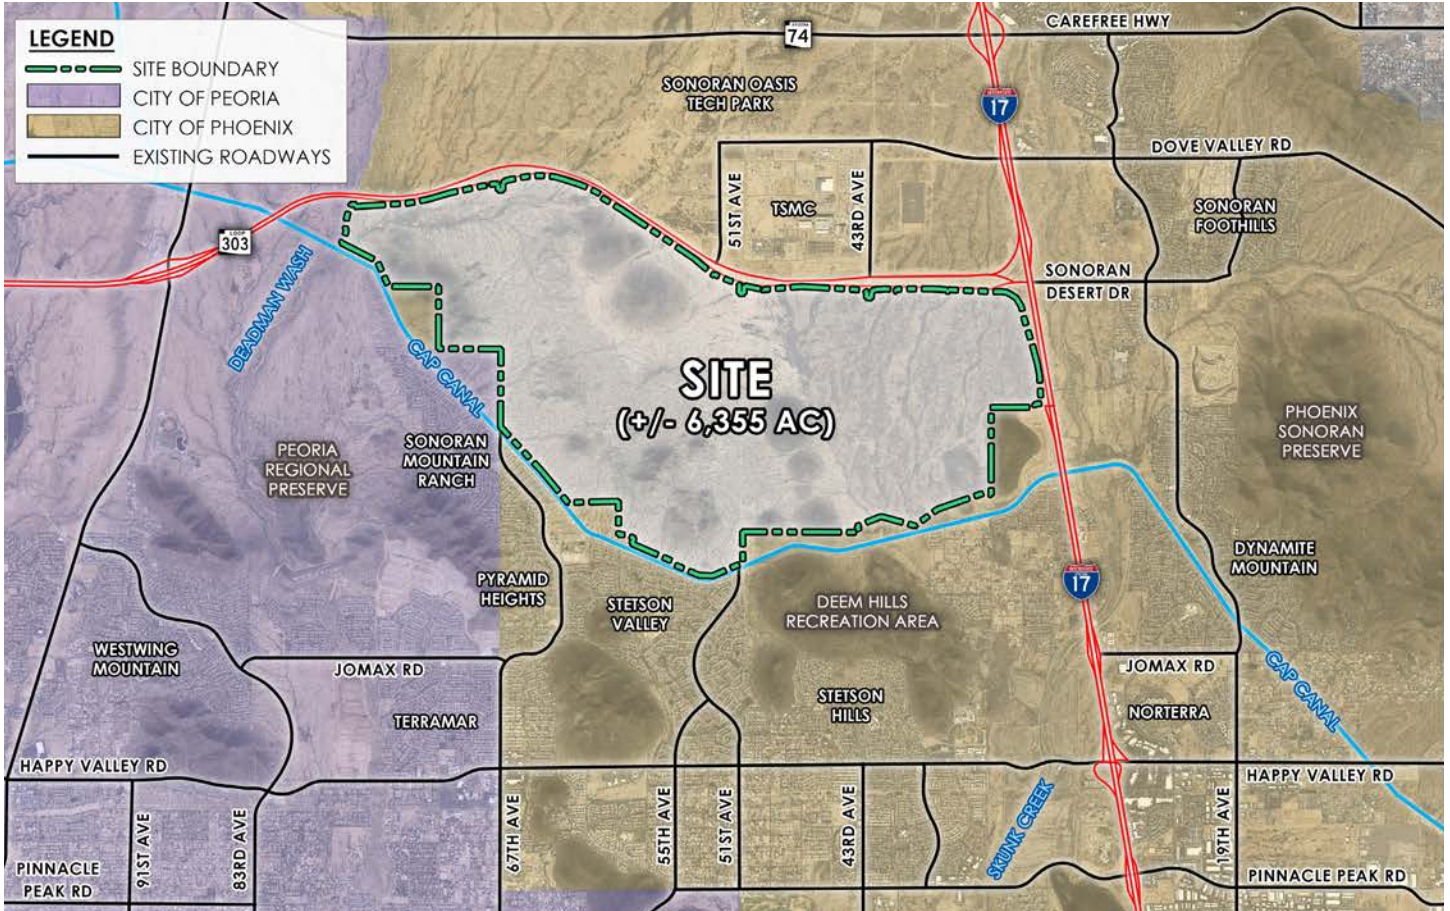 LEGEND
SITE BOUNDARY
CITY OF PEORIA
CITY OF PHOENIX
EXISTING ROADWAYS
ARIZONA
74
CAREFREE HWY
SONORAN OASIS
TECH PARK
17
DOVE VALLEY RD
51ST AVE
TSMC
43RD AVE
SONORAN
FOOTHILLS
LOOP
303
DEADMAN WASH
SONORAN
DESERT DR
CAP CANAL
SITE
(+/- 6,355 AC)
PHOENIX
SONORAN
PRESERVE
PEORIA
REGIONAL
PRESERVE
SONORAN
MOUNTAIN
RANCH
DYNAMITE
MOUNTAIN
17
PYRAMID
HEIGHTS
STETSON
VALLEY
DEEM HILLS
RECREATION AREA
WESTWING
MOUNTAIN
JOMAX RD
JOMAX RD
CAP CANAL
TERRAMAR
STETSON
HILLS
NORTERRA
HAPPY VALLEY RD
HAPPY VALLEY RD
91ST AVE
83RD AVE
67TH AVE
55TH AVE
51ST AVE
43RD AVE
SKUNK CREEK
19TH AVE
PINNACLE
PEAK RD
PINNACLE PEAK RD